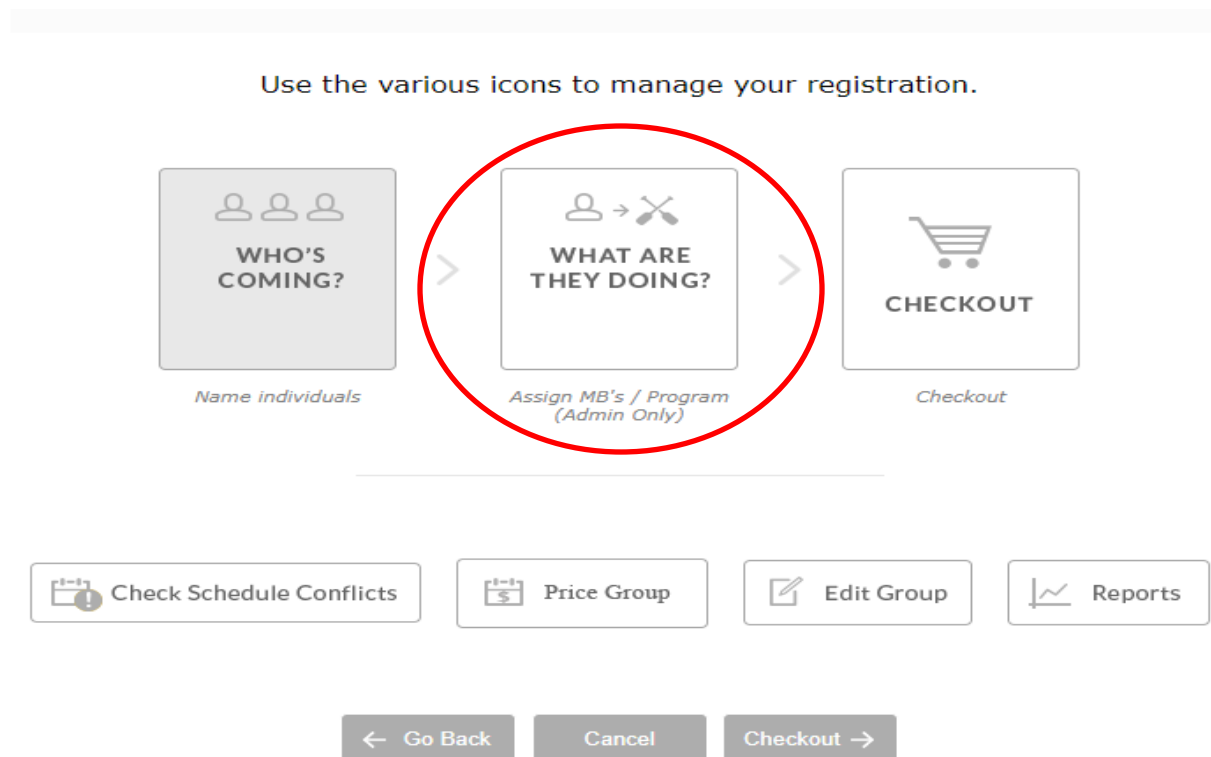 Use the various icons to manage your registration.
WHO'S
COMING?
Name individuals
WHAT ARE
THEY DOING?
Assign MB's / Program
(Admin Only)
CHECKOUT
Checkout
Check Schedule Conflicts
$ Price Group
Edit Group
Reports
← Go Back
Cancel
Checkout →